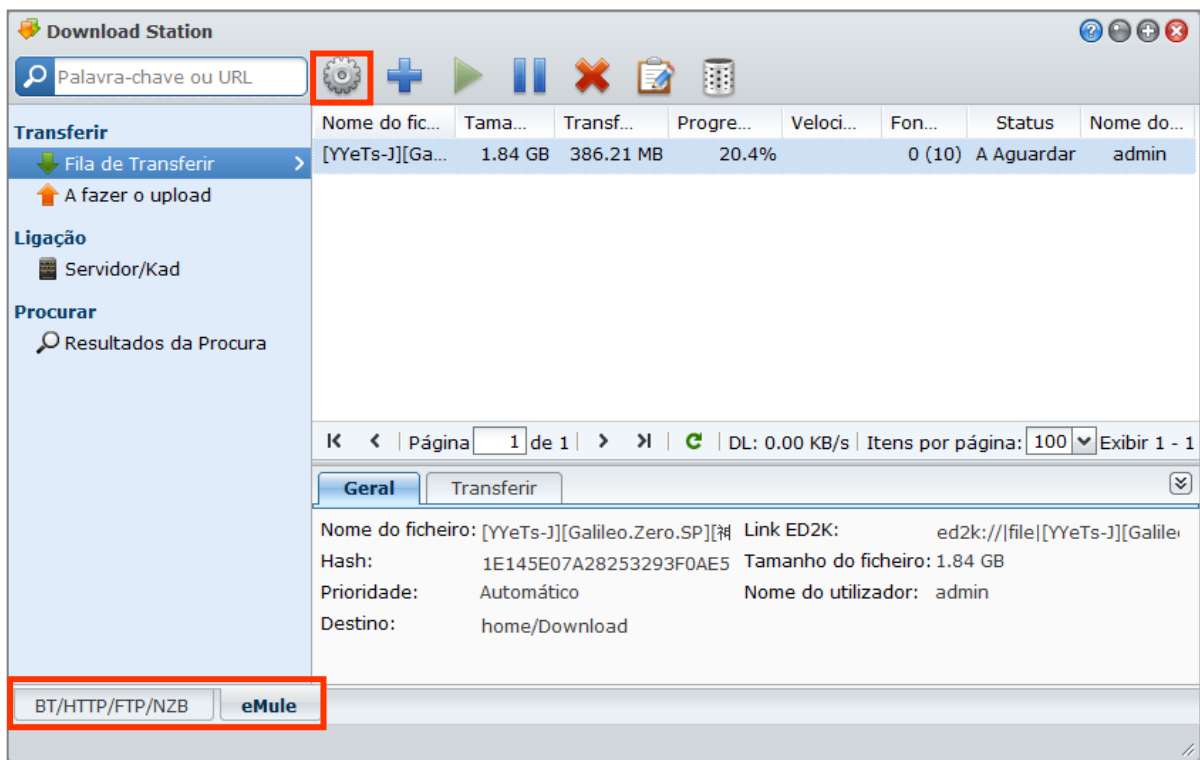 Download Station
Palavra-chave ou URL
Transferir
Fila de Transferir
A fazer o upload
Ligação
Servidor/Kad
Procurar
Resultados da Procura
Nome do fic... Tama... Transf... Progre... Veloci... Fon... Status Nome do...
[YYeTs-J][Ga... 1.84 GB 386.21 MB 20.4% 0 (10) A Aguardar admin
Página 1 de 1 DL: 0.00 KB/s Itens por página: 100 Exibir 1 - 1
Geral Transferir
Nome do ficheiro: [YYeTs-J][Galileo.Zero.SP][神 Link ED2K: ed2k://|file|[YYeTs-J][Galile
Hash: 1E145E07A28253293F0AE5 Tamanho do ficheiro: 1.84 GB
Prioridade: Automático Nome do utilizador: admin
Destino: home/Download
BT/HTTP/FTP/NZB eMule